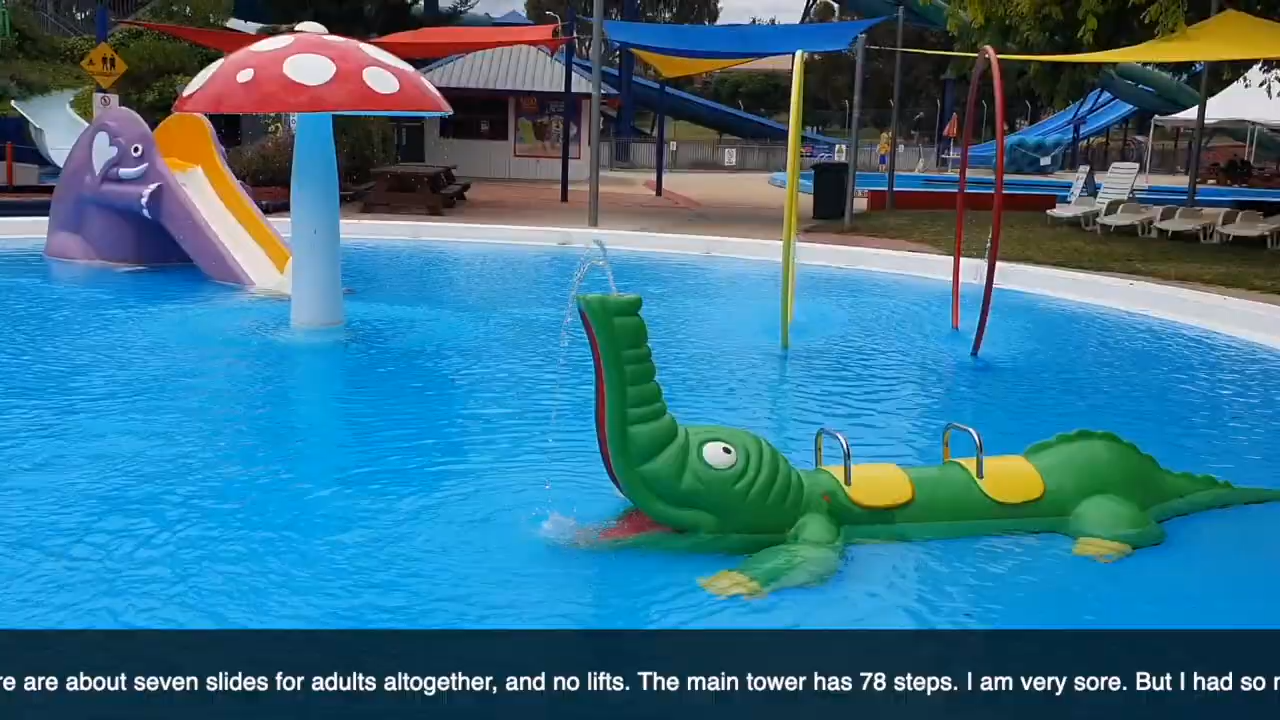 re are about seven slides for adults altogether, and no lifts. The main tower has 78 steps. I am very sore. But I had so